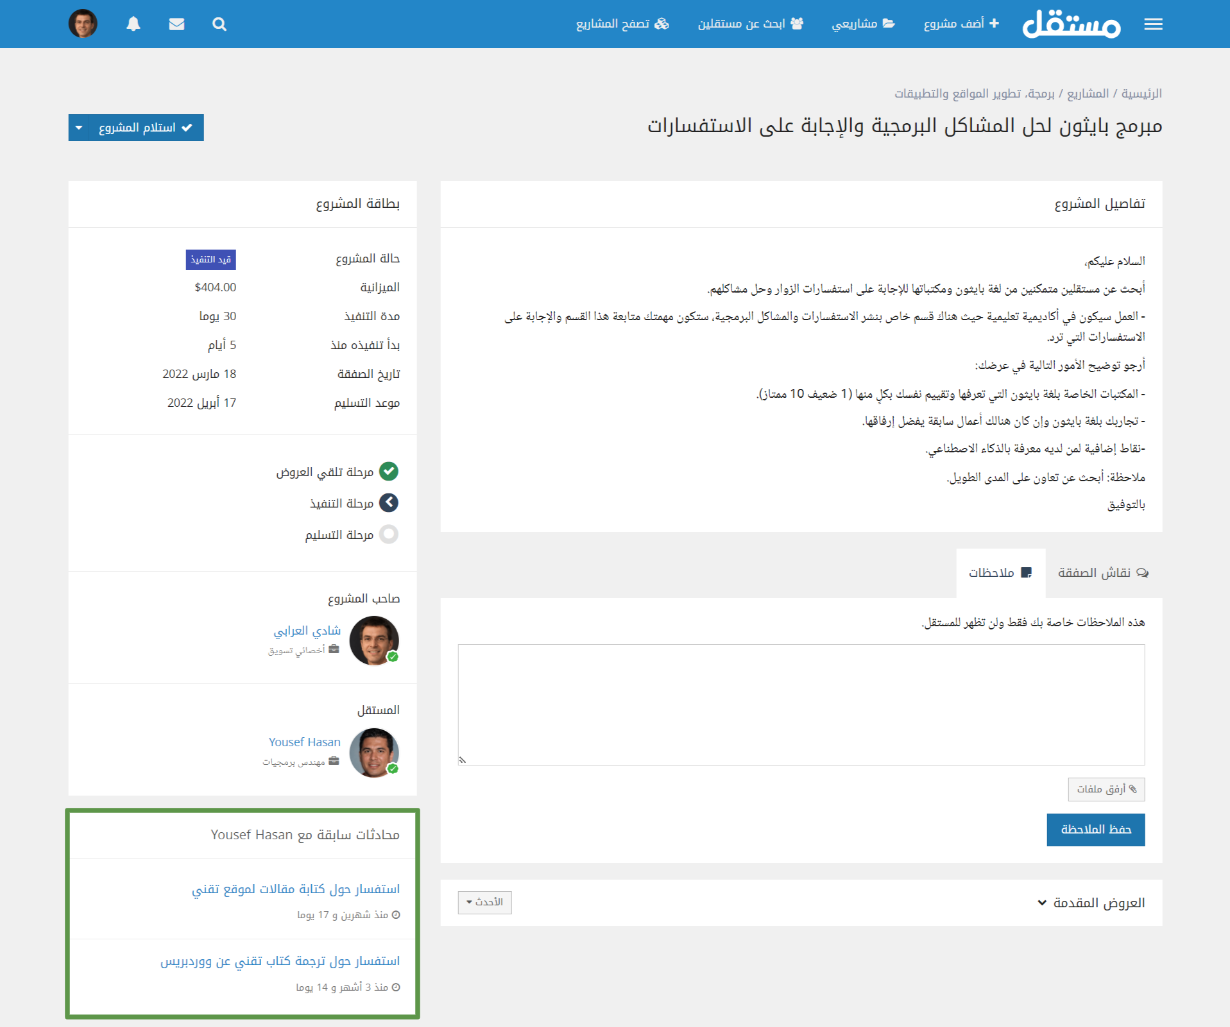 مستقل
أضف مشروع
مشاريعي
ابحث عن مستقلين
تصفح المشاريع
الرئيسية / المشاريع / برمجة، تطوير المواقع والتطبيقات
مبرمج بايثون لحل المشاكل البرمجية والإجابة على الاستفسارات
استلام المشروع
تفاصيل المشروع
السلام عليكم،
أبحث عن مستقلين متمكنين من لغة بايثون ومكتباتها للإجابة على استفسارات الزوار وحل مشاكلهم.
- العمل سيكون في أكاديمية تعليمية حيث هناك قسم خاص بنشر الاستفسارات والمشاكل البرمجية، ستكون مهمتك متابعة هذا القسم والإجابة على
الاستفسارات التي ترد.
أرجو توضيح الأمور التالية في عرضك:
- المكتبات الخاصة بلغة بايثون التي تعرفها وتقييم نفسك بكلٍ منها (1 ضعيف 10 ممتاز).
- تجاربك بلغة بايثون وإن كان هنالك أعمال سابقة يفضل إرفاقها.
-نقاط إضافية لمن لديه معرفة بالذكاء الاصطناعي.
ملاحظة: أبحث عن تعاون على المدى الطويل.
بالتوفيق
نقاش الصفقة
ملاحظات
هذه الملاحظات خاصة بك فقط ولن تظهر للمستقل.
أرفق ملفات
حفظ الملاحظة
العروض المقدمة
الأحدث
بطاقة المشروع
حالة المشروع قيد التنفيذ
الميزانية $404.00
مدة التنفيذ 30 يوما
بدأ تنفيذه منذ 5 أيام
تاريخ الصفقة 18 مارس 2022
موعد التسليم 17 أبريل 2022
مرحلة تلقي العروض
مرحلة التنفيذ
مرحلة التسليم
صاحب المشروع
شادي العرابي
أخصائي تسويق
المستقل
Yousef Hasan
مهندس برمجيات
محادثات سابقة مع Yousef Hasan
استفسار حول كتابة مقالات لموقع تقني
منذ شهرين و 17 يوما
استفسار حول ترجمة كتاب تقني عن ووردبريس
منذ 3 أشهر و 14 يوما